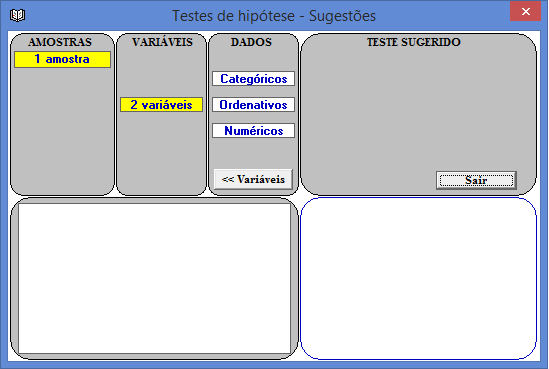 Testes de hipótese - Sugestões
AMOSTRAS
1 amostra
VARIÁVEIS
2 variáveis
DADOS
Categóricos
Ordenativos
Numéricos
<< Variáveis
TESTE SUGERIDO
Sair